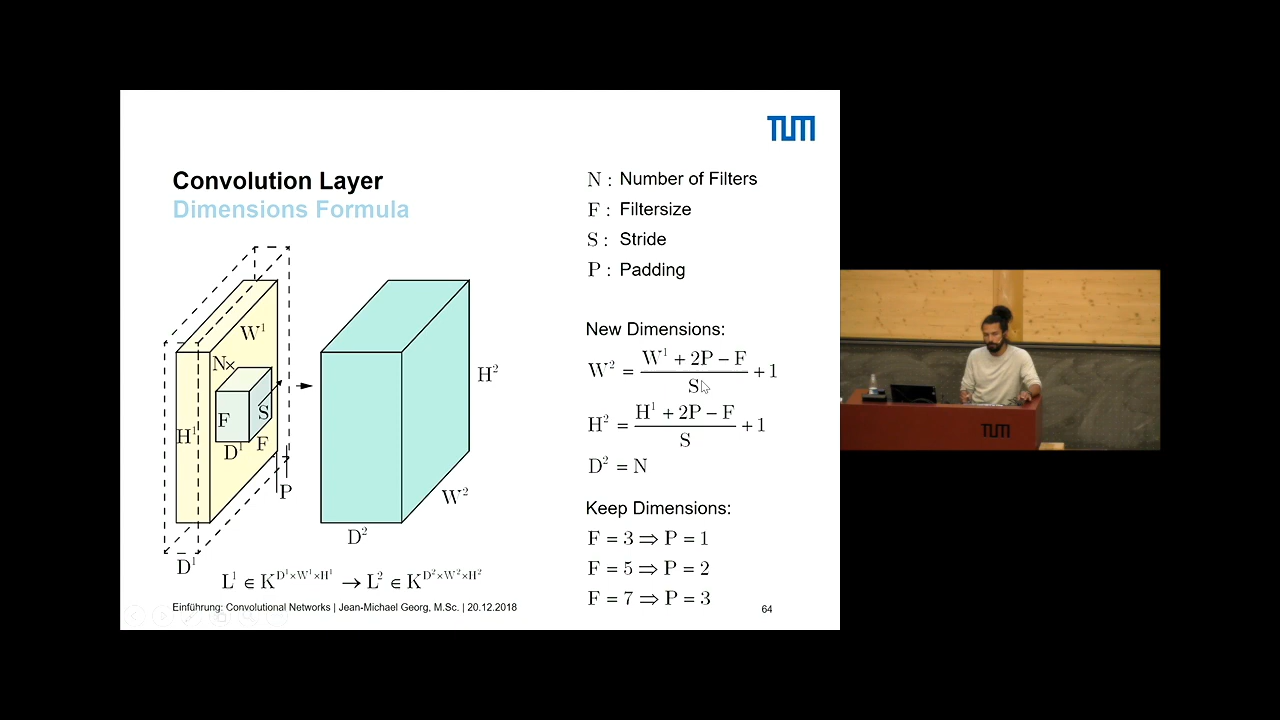 TUM
Convolution Layer
Dimensions Formula
N : Number of Filters
F : Filtersize
S : Stride
P : Padding
W¹
N×
F
S
H¹
D¹
F
P
D¹
H²
W²
D²
L¹ ∈ K^{D¹×W¹×H¹} → L² ∈ K^{D²×W²×H²}
New Dimensions:
W² = (W¹ + 2P − F) / S + 1
H² = (H¹ + 2P − F) / S + 1
D² = N
Keep Dimensions:
F = 3 ⇒ P = 1
F = 5 ⇒ P = 2
F = 7 ⇒ P = 3
Einführung: Convolutional Networks | Jean-Michael Georg, M.Sc. | 20.12.2018
64
TUM